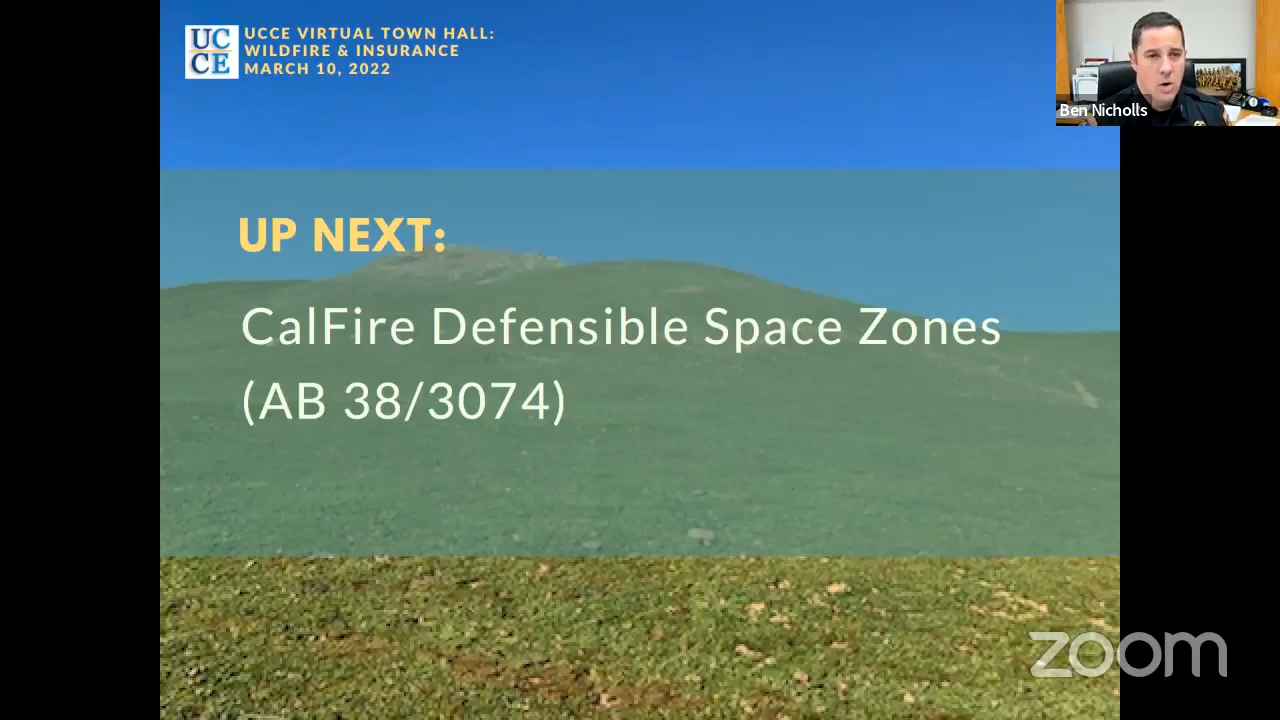 UC
CE
UCCE VIRTUAL TOWN HALL:
WILDFIRE & INSURANCE
MARCH 10, 2022
Ben Nicholls
UP NEXT:
CalFire Defensible Space Zones
(AB 38/3074)
zoom